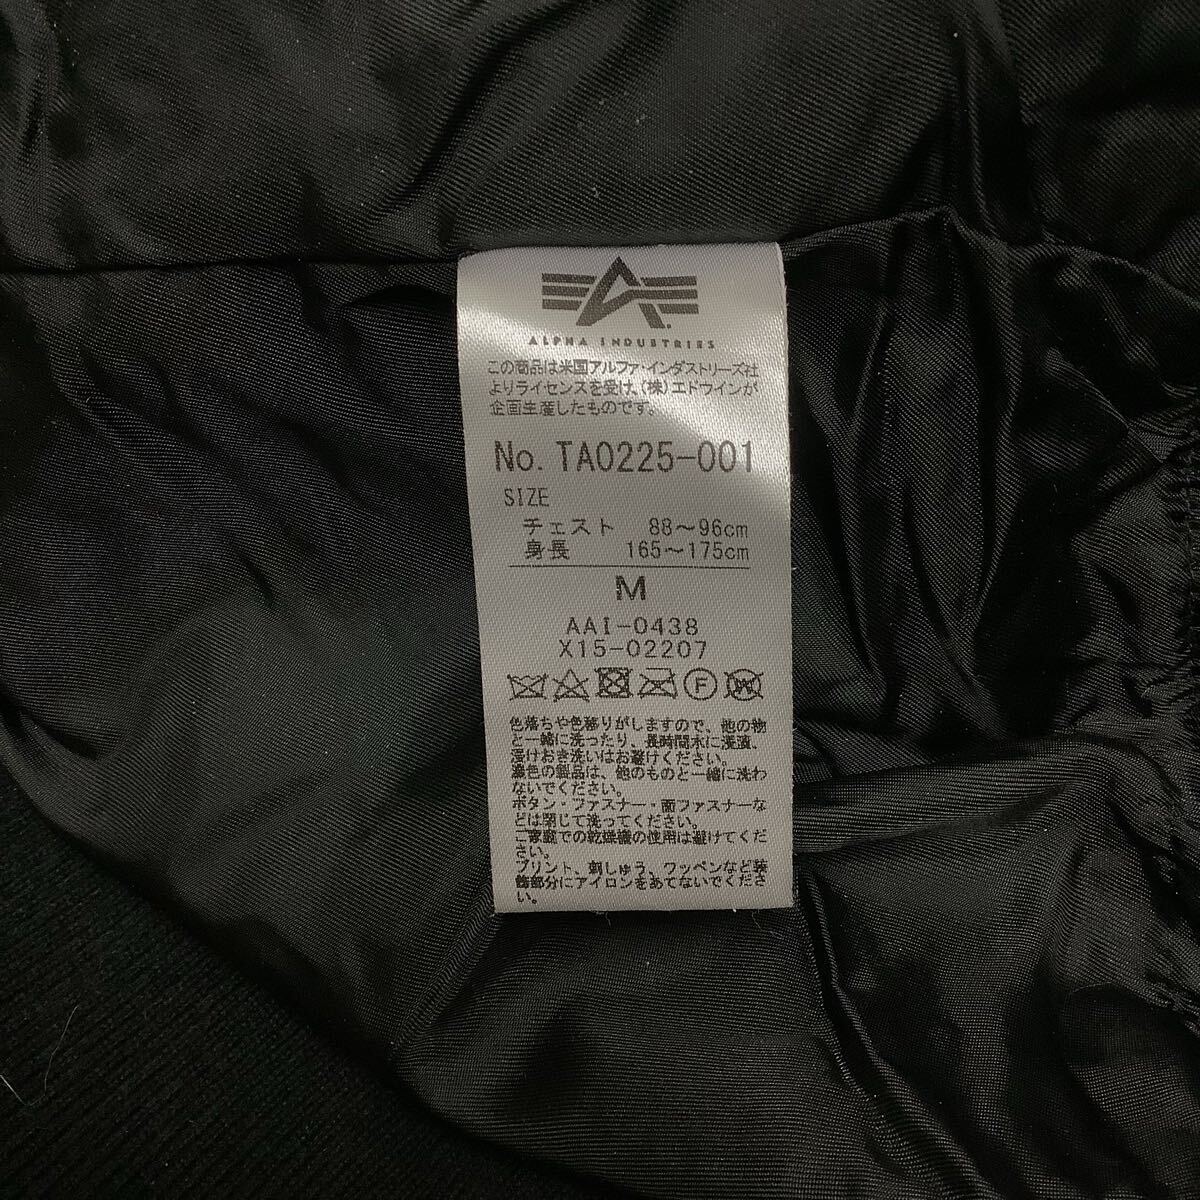 ALPHA INDUSTRIES
この商品は米国アルファ・インダストリーズ社
よりライセンスを受け、(株)エドウインが
企画生産したものです。
No. TA0225-001
SIZE
チェスト 88~96cm
身長 165~175cm
M
AAI-0438
X15-02207
F W
色落ちや色移りがしますので、他の物
と一緒に洗ったり、長時間水に浸漬、
浸けおき洗いはお避けください。
濃色の製品は、他のものと一緒に洗わ
ないでください。
ボタン・ファスナー・面ファスナーな
どは閉じて洗ってください。
ご家庭での乾燥機の使用は避けてくださ
い。
プリント、刺しゅう、ワッペンなど装
飾部分にアイロンをあてないでくださ
い。